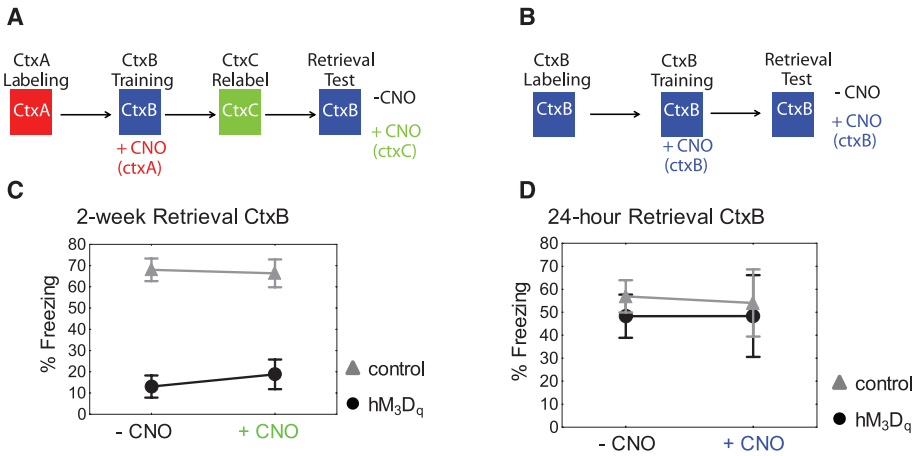 A
CtxA
Labeling
CtxB
Training
CtxC
Relabel
Retrieval
Test
CtxA
CtxB
CtxC
CtxB
-CNO
+ CNO
(ctxA)
+ CNO
(ctxC)
B
CtxB
Labeling
CtxB
Training
Retrieval
Test
CtxB
CtxB
CtxB
- CNO
+ CNO
(ctxB)
+ CNO
(ctxB)
C
2-week Retrieval CtxB
% Freezing
80
70
60
50
40
30
20
10
0
- CNO
+ CNO
control
hM₃Dq
D
24-hour Retrieval CtxB
% Freezing
80
70
60
50
40
30
20
10
0
- CNO
+ CNO
control
hM₃Dq